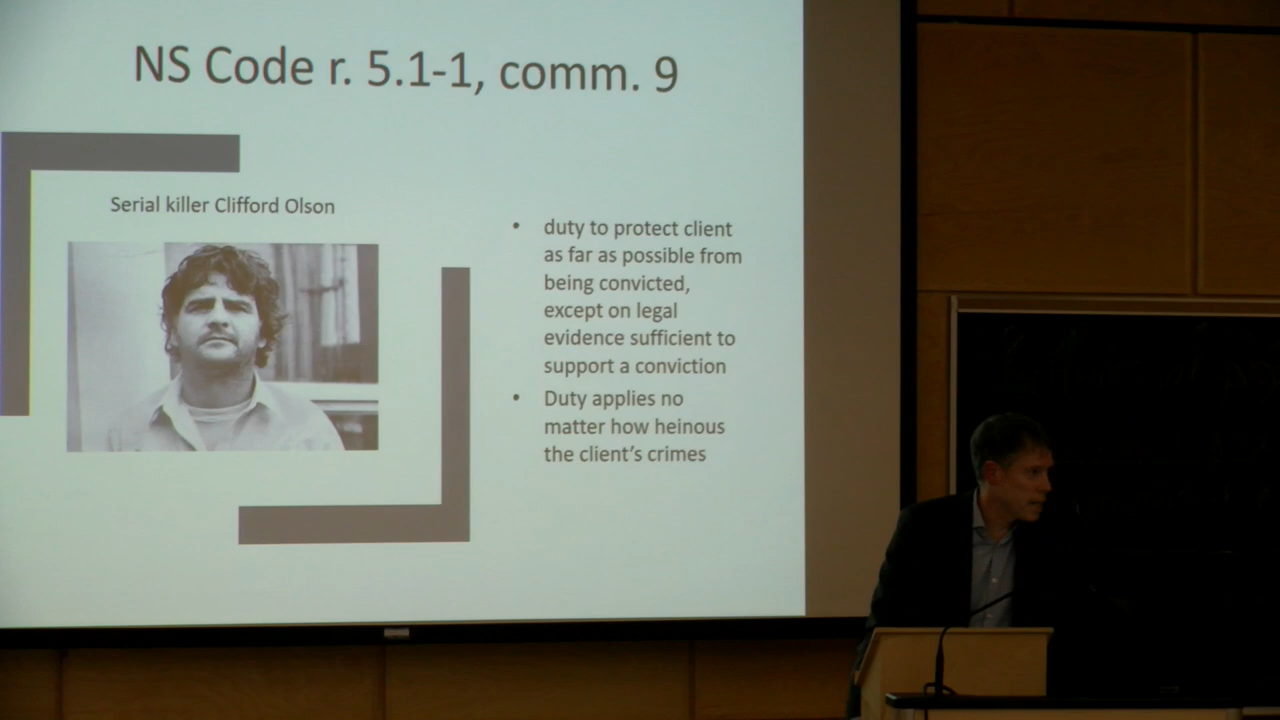 NS Code r. 5.1-1, comm. 9
Serial killer Clifford Olson
• duty to protect client
as far as possible from
being convicted,
except on legal
evidence sufficient to
support a conviction
• Duty applies no
matter how heinous
the client's crimes